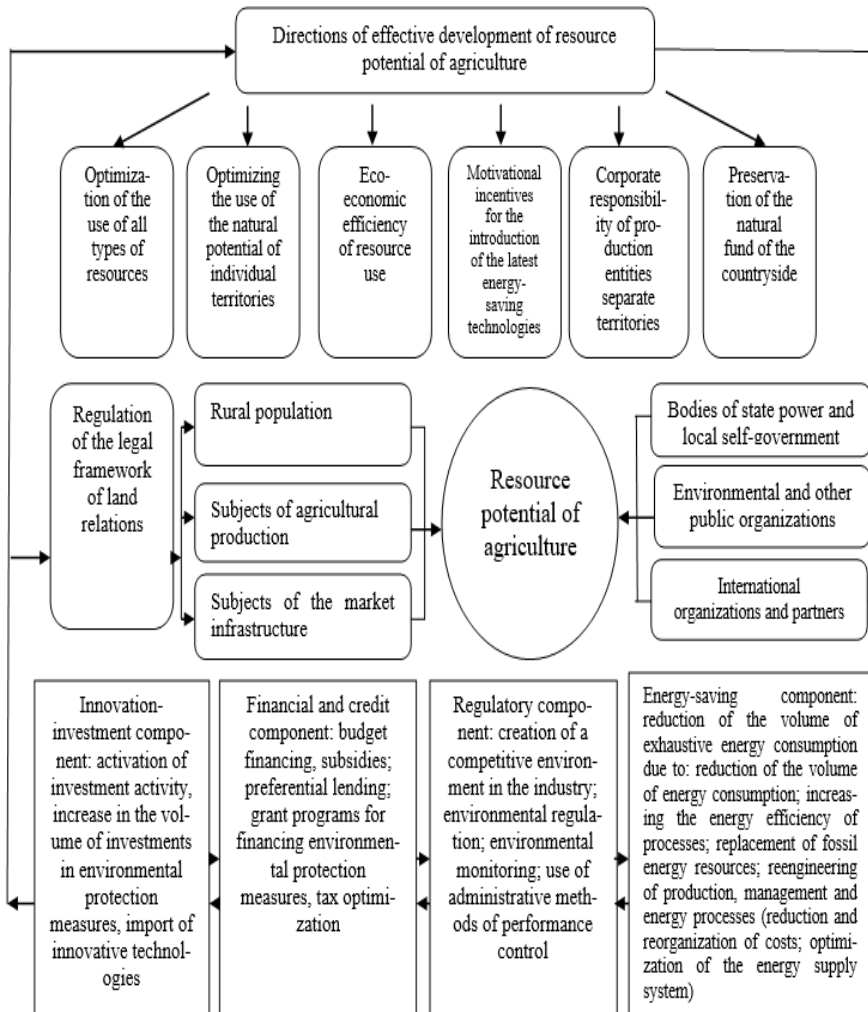 Directions of effective development of resource
potential of agriculture
Optimiza-
tion of the
use of all
types of
resources
Optimizing
the use of
the natural
potential of
individual
territories
Eco-
economic
efficiency
of resource
use
Motivational
incentives
for the
introduction
of the latest
energy-
saving
technologies
Corporate
responsibil-
ity of pro-
duction
entities
separate
territories
Preserva-
tion of the
natural
fund of the
countryside
Regulation
of the legal
framework
of land
relations
Rural population
Subjects of agricultural
production
Subjects of the market
infrastructure
Resource
potential of
agriculture
Bodies of state power and
local self-government
Environmental and other
public organizations
International
organizations and partners
Innovation-
investment compo-
nent: activation of
investment activity,
increase in the vol-
ume of investments
in environmental
protection
measures, import of
innovative technol-
ogies
Financial and credit
component: budget
financing, subsidies;
preferential lending;
grant programs for
financing environmen-
tal protection
measures, tax optimi-
zation
Regulatory compo-
nent: creation of a
competitive environ-
ment in the industry;
environmental regula-
tion; environmental
monitoring; use of
administrative meth-
ods of performance
control
Energy-saving component:
reduction of the volume of
exhaustive energy consumption
due to: reduction of the volume
of energy consumption; increas-
ing the energy efficiency of
processes; replacement of fossil
energy resources; reengineering
of production, management and
energy processes (reduction and
reorganization of costs; optimi-
zation of the energy supply
system)